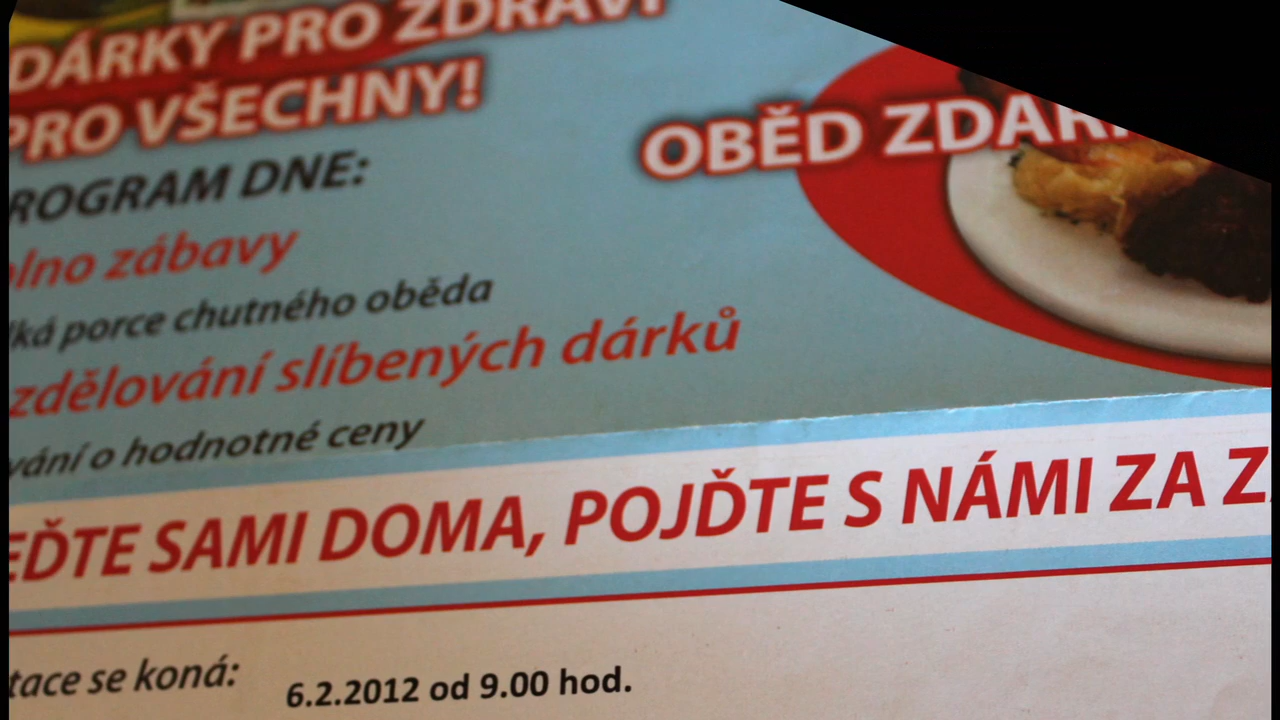 DÁRKY PRO ZDRAVÍ
PRO VŠECHNY!
OBĚD ZDAR
ROGRAM DNE:
lno zábavy
lká porce chutného oběda
zdělování slíbených dárků
vání o hodnotné ceny
EĎTE SAMI DOMA, POJĎTE S NÁMI ZA Z
tace se koná:
6.2.2012 od 9.00 hod.